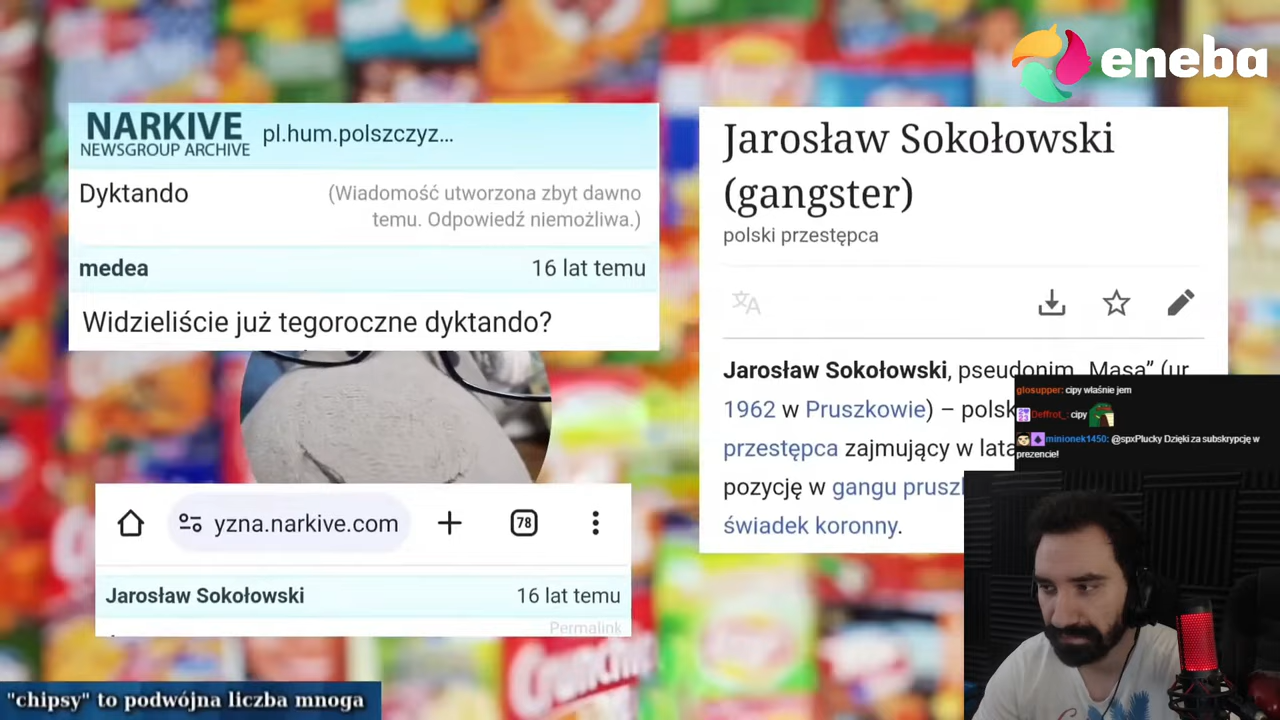 eneba
NARKIVE
NEWSGROUP ARCHIVE
pl.hum.polszczyz...
Dyktando
(Wiadomość utworzona zbyt dawno
temu. Odpowiedź niemożliwa.)
medea
16 lat temu
Widzieliście już tegoroczne dyktando?
yzna.narkive.com
78
Jarosław Sokołowski
16 lat temu
Permalink
Jarosław Sokołowski
(gangster)
polski przestępca
Jarosław Sokołowski, pseudonim „Masa” (ur.
1962 w Pruszkowie) – polsk
przestępca zajmujący w lata
pozycję w gangu prusz
świadek koronny.
glosupper: cipy właśnie jem
Deffrot_: cipy
minionek1450: @spxPlucky Dzięki za subskrypcję w
prezencie!
"chipsy" to podwójna liczba mnoga